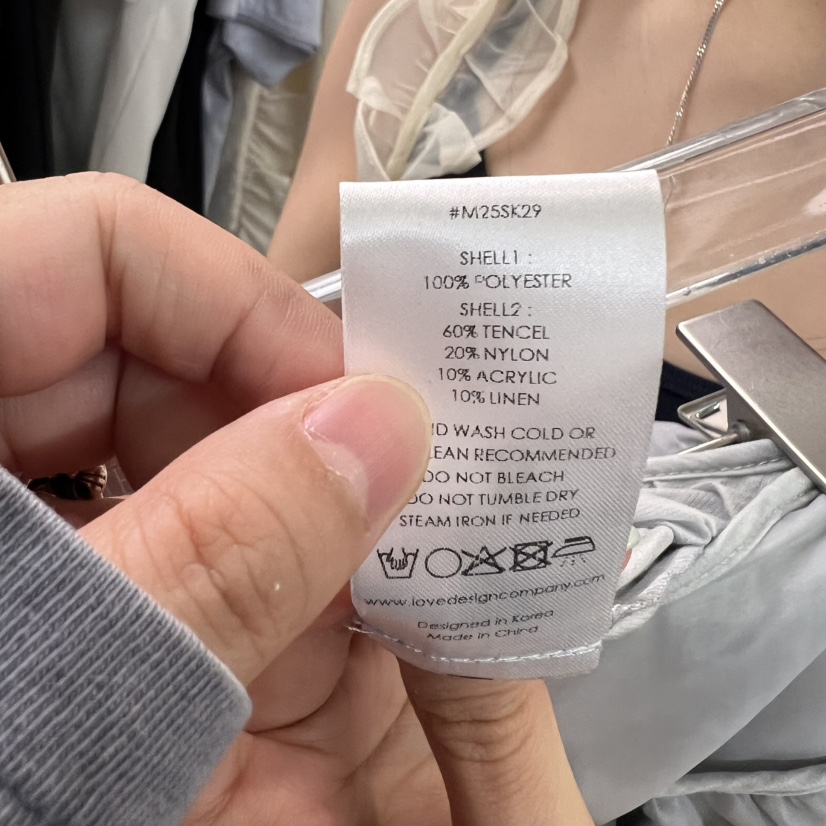 #M25SK29
SHELL1 :
100% POLYESTER
SHELL2 :
60% TENCEL
20% NYLON
10% ACRYLIC
10% LINEN
WASH COLD OR
RECOMMENDED
DO NOT BLEACH
DO NOT TUMBLE DRY
STEAM IRON IF NEEDED
www.lovedesigncompany.com
Designed in Korea
Made in China